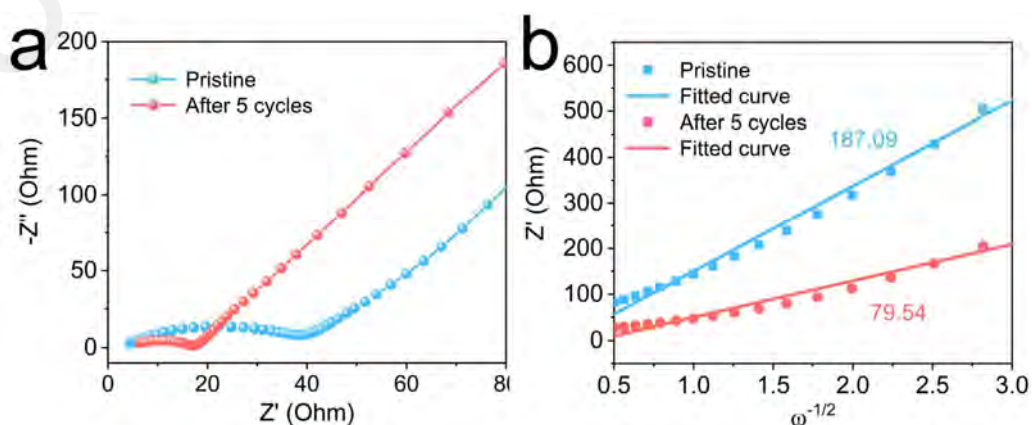 a
200
150
100
50
0
-Z″ (Ohm)
Pristine
After 5 cycles
0
20
40
60
80
Z' (Ohm)
b
600
500
400
300
200
100
0
Z' (Ohm)
Pristine
Fitted curve
After 5 cycles
Fitted curve
187.09
79.54
0.5
1.0
1.5
2.0
2.5
3.0
ω⁻¹/²